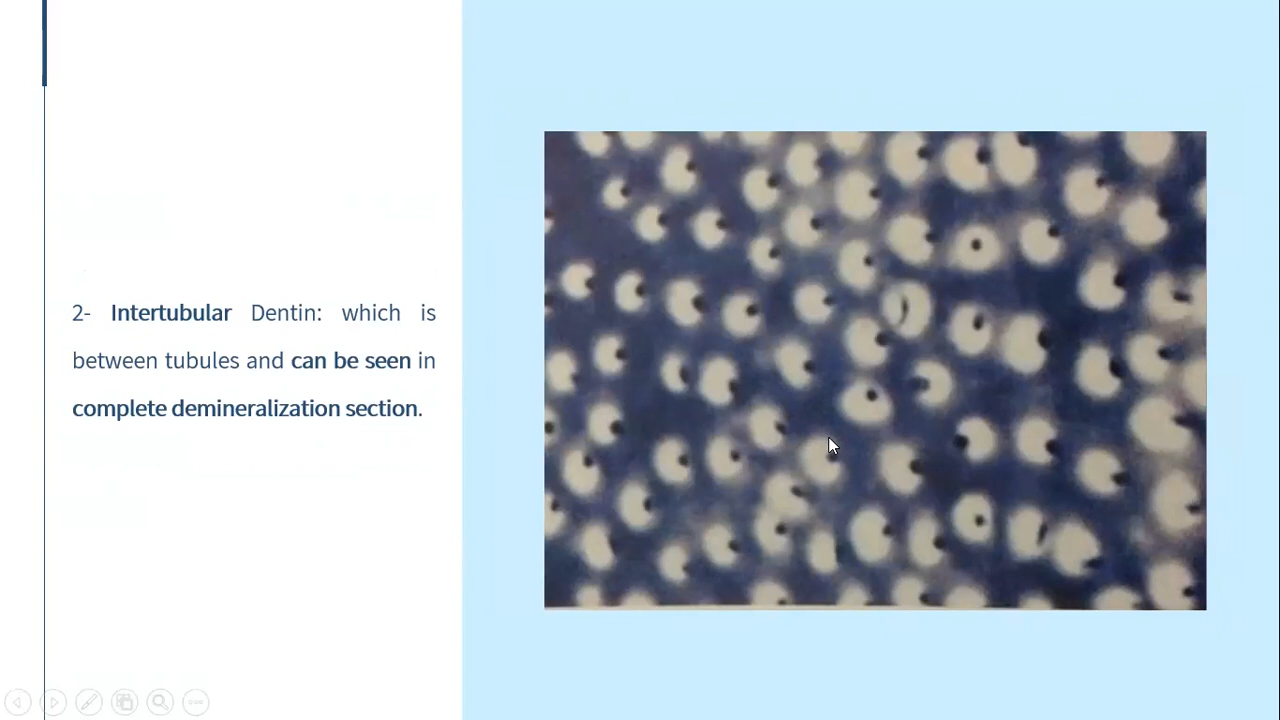 2- Intertubular Dentin: which is
between tubules and can be seen in
complete demineralization section.